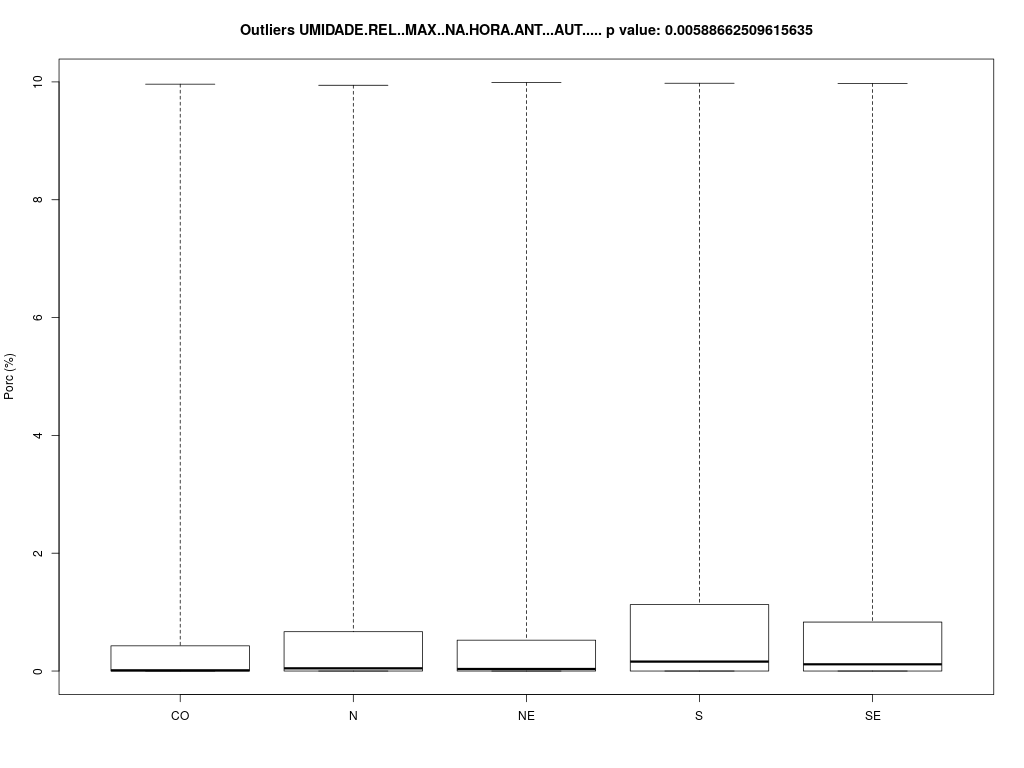 Outliers UMIDADE.REL..MAX..NA.HORA.ANT...AUT..... p value: 0.00588662509615635
Porc (%)
10
8
6
4
2
0
CO N NE S SE